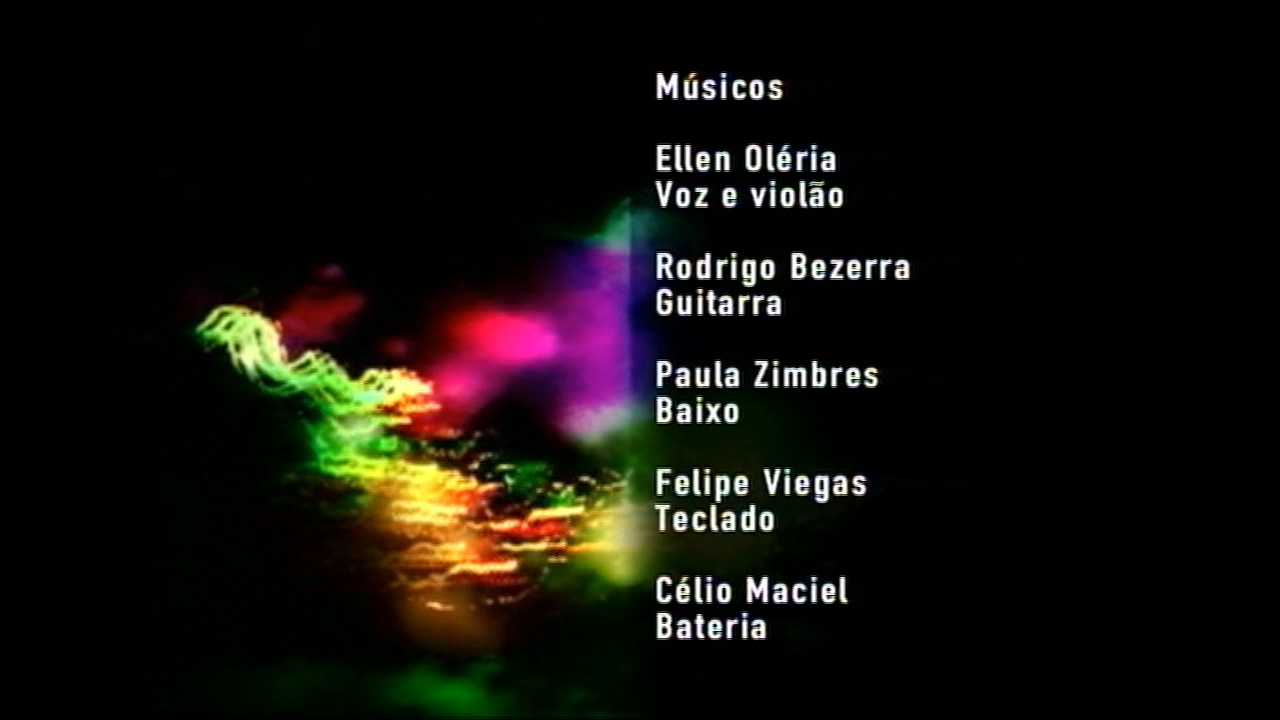 Músicos
Ellen Oléria
Voz e violão
Rodrigo Bezerra
Guitarra
Paula Zimbres
Baixo
Felipe Viegas
Teclado
Célio Maciel
Bateria